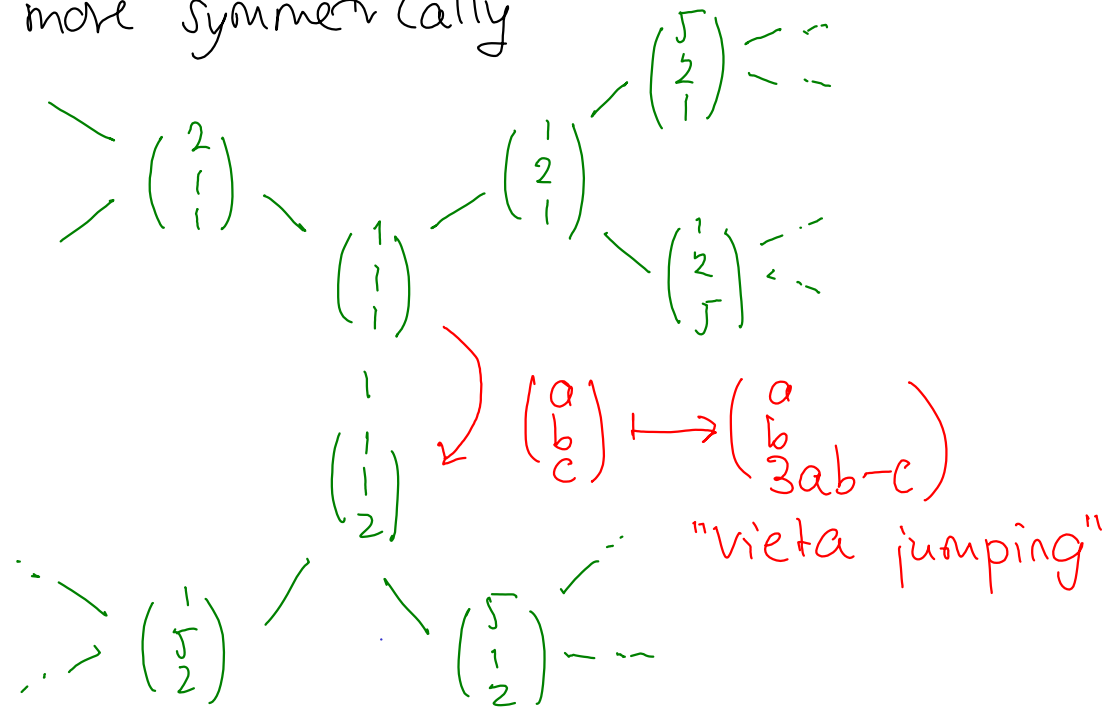 more symmetrically
( 5 2 1 )
( 2 1 1 )
( 1 2 1 )
( 1 1 1 )
( 1 2 5 )
( a b c ) ↦ ( a b 3ab-c )
( 1 1 2 )
"vieta jumping"
( 1 5 2 )
( 5 1 2 )